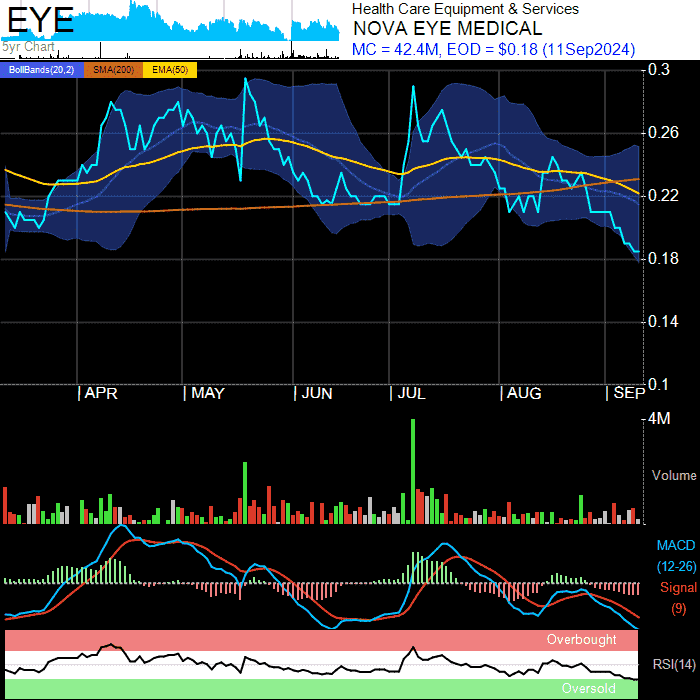 EYE
5yr Chart
Health Care Equipment & Services
NOVA EYE MEDICAL
MC = 42.4M, EOD = $0.18 (11Sep2024)
BollBands(20,2) SMA(200) EMA(50)
0.3
0.26
0.22
0.18
0.14
0.1
APR MAY JUN JUL AUG SEP
4M
Volume
MACD
(12-26)
Signal
(9)
Overbought
RSI(14)
Oversold